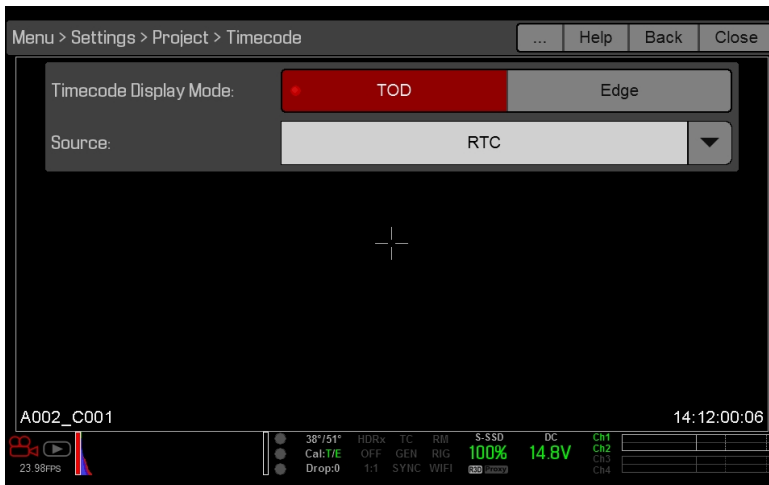 Menu > Settings > Project > Timecode ... Help Back Close
Timecode Display Mode: TOD Edge
Source: RTC
A002_C001 14:12:00:06
38°/51° HDRx TC RM S-SSD DC Ch1
Cal:T/E OFF GEN RIG 100% 14.8V Ch2
23.98FPS Drop:0 1:1 SYNC WIFI R3D Proxy Ch3
Ch4